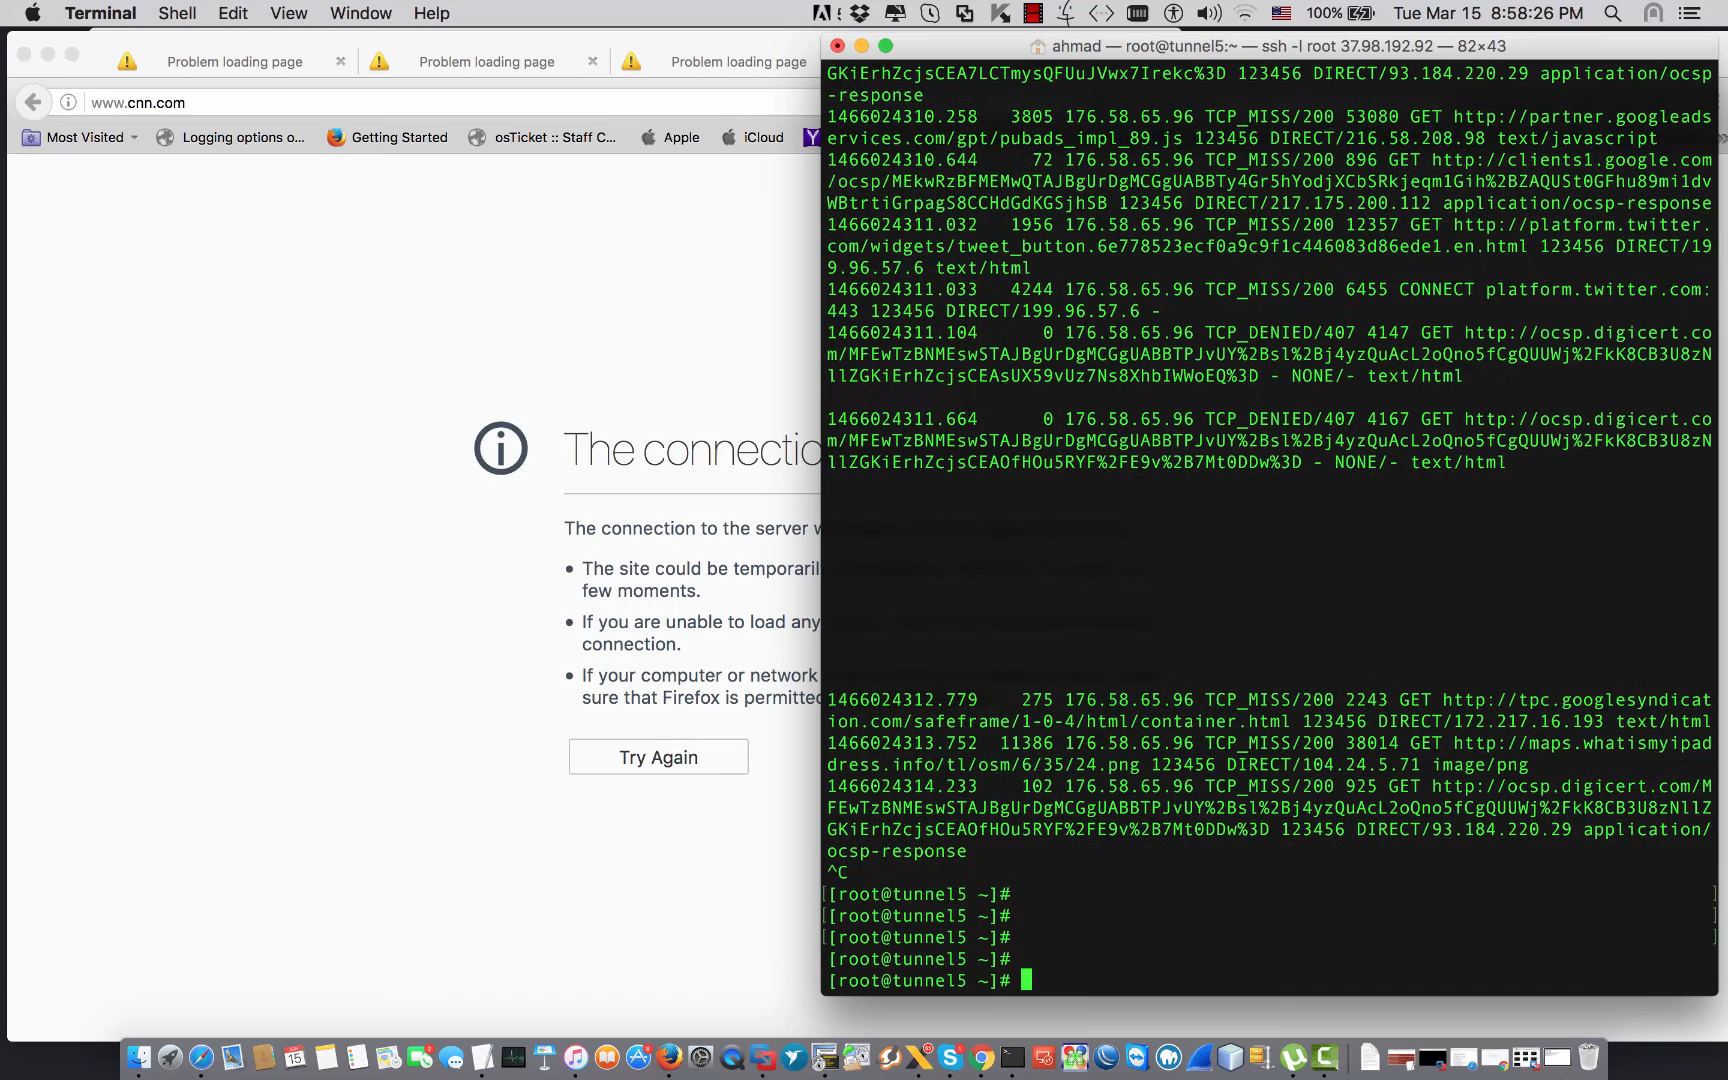 Terminal Shell Edit View Window Help
100% Tue Mar 15 8:58:26 PM
Problem loading page × Problem loading page × Problem loading page
www.cnn.com
Most Visited Logging options o... Getting Started osTicket :: Staff C... Apple iCloud
The connectio
The connection to the server w
The site could be temporaril
few moments.
If you are unable to load any
connection.
If your computer or network
sure that Firefox is permitted
Try Again
ahmad — root@tunnel5:~ — ssh -l root 37.98.192.92 — 82×43
GKiErhZcjsCEA7LCTmysQFUuJVwx7Irekc%3D 123456 DIRECT/93.184.220.29 application/ocsp
-response
1466024310.258   3805 176.58.65.96 TCP_MISS/200 53080 GET http://partner.googleads
ervices.com/gpt/pubads_impl_89.js 123456 DIRECT/216.58.208.98 text/javascript
1466024310.644     72 176.58.65.96 TCP_MISS/200 896 GET http://clients1.google.com
/ocsp/MEkwRzBFMEMwQTAJBgUrDgMCGgUABBTy4Gr5hYodjXCbSRkjeqm1Gih%2BZAQUSt0GFhu89mi1dv
WBtrtiGrpagS8CCHdGdKGSjhSB 123456 DIRECT/217.175.200.112 application/ocsp-response
1466024311.032   1956 176.58.65.96 TCP_MISS/200 12357 GET http://platform.twitter.
com/widgets/tweet_button.6e778523ecf0a9c9f1c446083d86ede1.en.html 123456 DIRECT/19
9.96.57.6 text/html
1466024311.033   4244 176.58.65.96 TCP_MISS/200 6455 CONNECT platform.twitter.com:
443 123456 DIRECT/199.96.57.6 -
1466024311.104      0 176.58.65.96 TCP_DENIED/407 4147 GET http://ocsp.digicert.co
m/MFEwTzBNMEswSTAJBgUrDgMCGgUABBTPJvUY%2Bsl%2Bj4yzQuAcL2oQno5fCgQUUWj%2FkK8CB3U8zN
llZGKiErhZcjsCEAsUX59vUz7Ns8XhbIWWoEQ%3D - NONE/- text/html
1466024311.664      0 176.58.65.96 TCP_DENIED/407 4167 GET http://ocsp.digicert.co
m/MFEwTzBNMEswSTAJBgUrDgMCGgUABBTPJvUY%2Bsl%2Bj4yzQuAcL2oQno5fCgQUUWj%2FkK8CB3U8zN
llZGKiErhZcjsCEAOfHOu5RYF%2FE9v%2B7Mt0DDw%3D - NONE/- text/html
1466024312.779    275 176.58.65.96 TCP_MISS/200 2243 GET http://tpc.googlesyndicat
ion.com/safeframe/1-0-4/html/container.html 123456 DIRECT/172.217.16.193 text/html
1466024313.752  11386 176.58.65.96 TCP_MISS/200 38014 GET http://maps.whatismyipad
dress.info/tl/osm/6/35/24.png 123456 DIRECT/104.24.5.71 image/png
1466024314.233    102 176.58.65.96 TCP_MISS/200 925 GET http://ocsp.digicert.com/M
FEwTzBNMEswSTAJBgUrDgMCGgUABBTPJvUY%2Bsl%2Bj4yzQuAcL2oQno5fCgQUUWj%2FkK8CB3U8zNllZ
GKiErhZcjsCEAOfHOu5RYF%2FE9v%2B7Mt0DDw%3D 123456 DIRECT/93.184.220.29 application/
ocsp-response
^C
[[root@tunnel5 ~]# ]
[[root@tunnel5 ~]# ]
[[root@tunnel5 ~]# ]
[root@tunnel5 ~]#
[root@tunnel5 ~]#